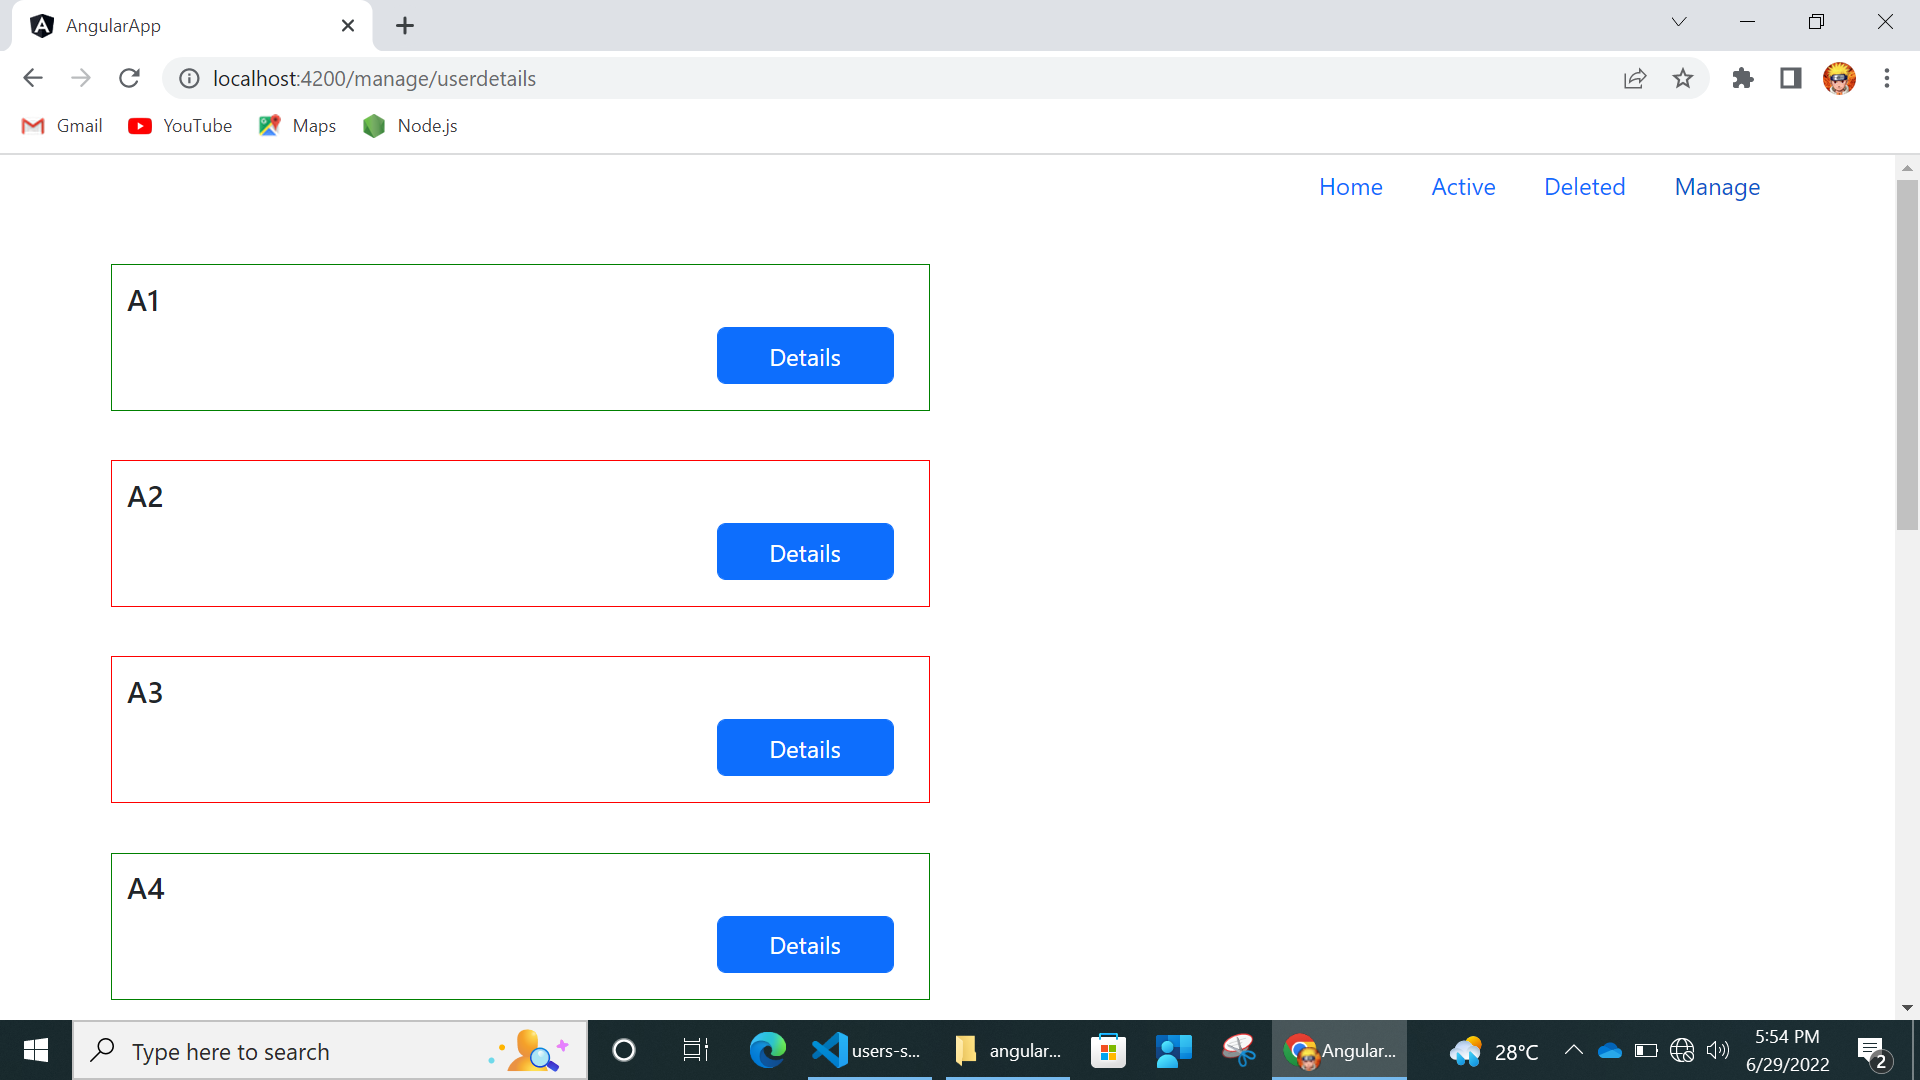 AngularApp
localhost:4200/manage/userdetails
Gmail YouTube Maps Node.js
Home Active Deleted Manage
A1
Details
A2
Details
A3
Details
A4
Details
Type here to search
users-s...
angular...
Angular...
28°C
5:54 PM
6/29/2022
2